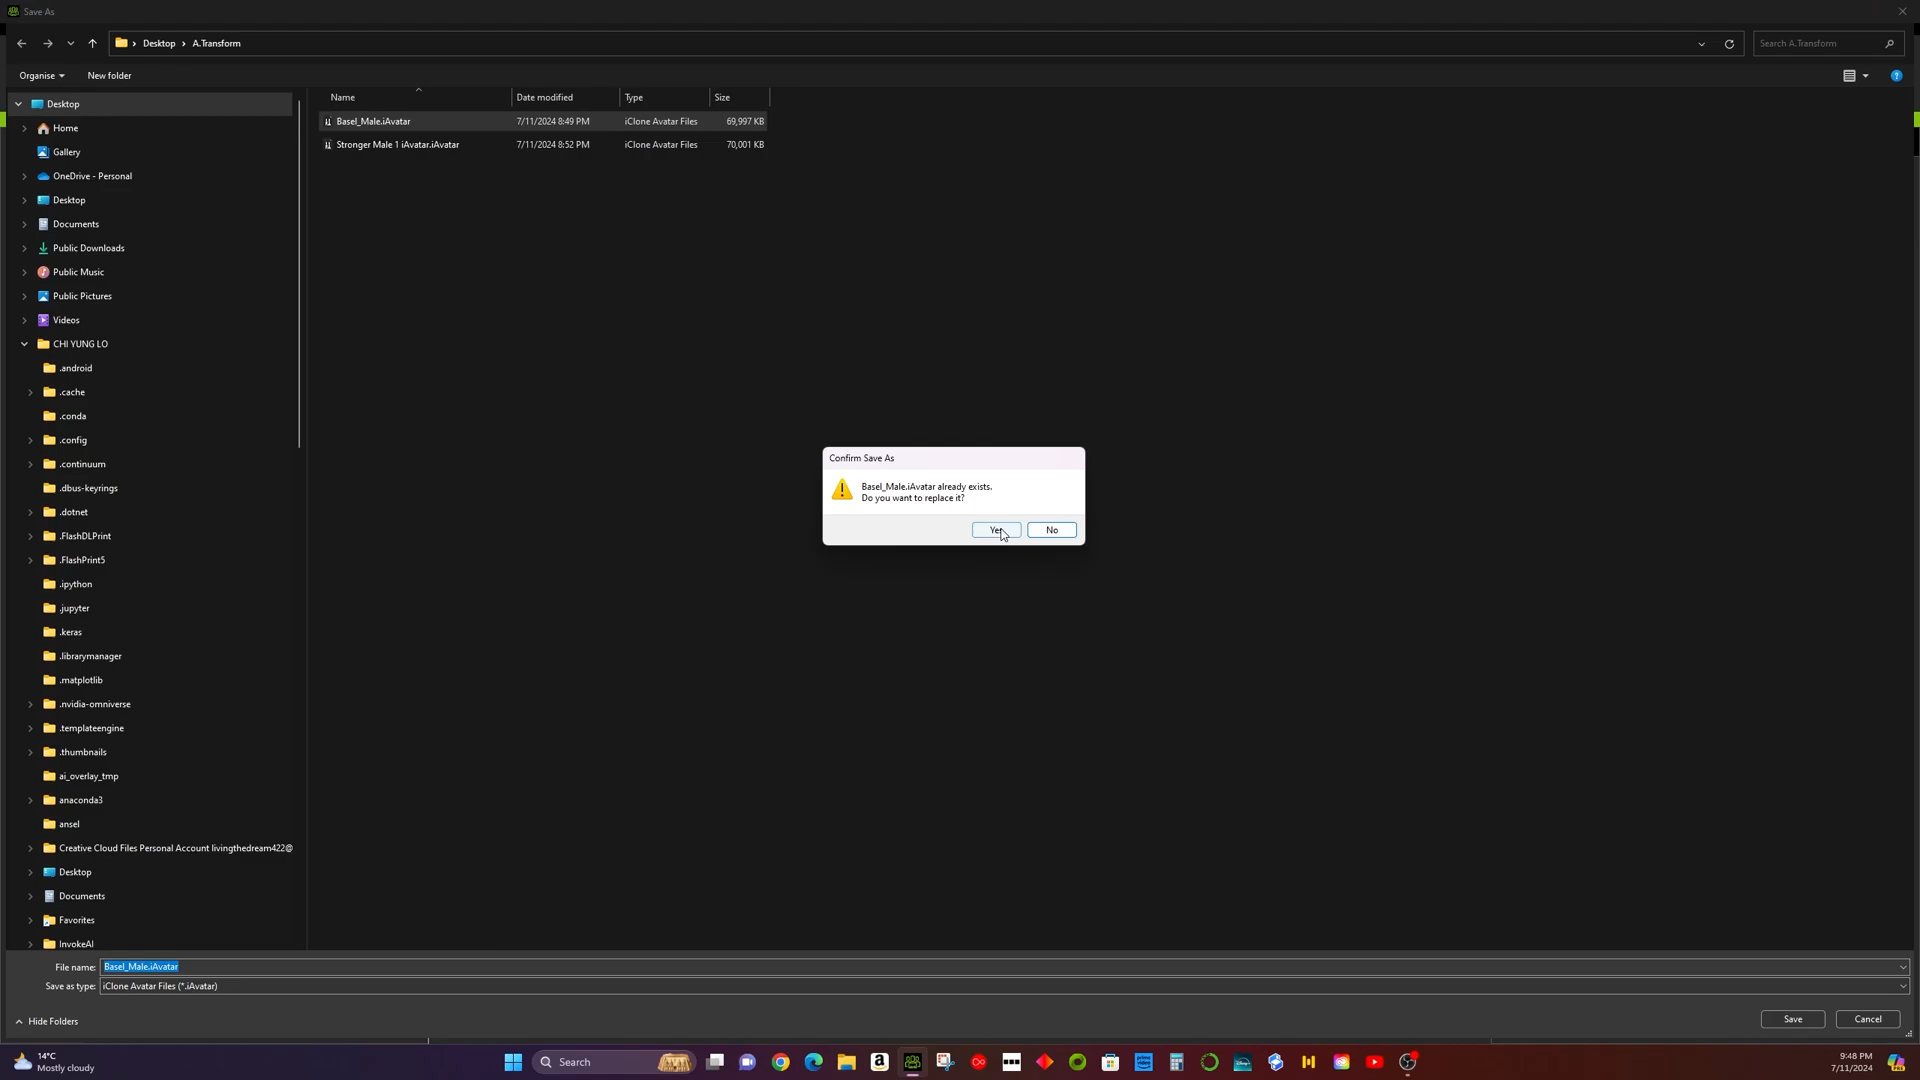 Save As
Desktop › A.Transform
Search A.Transform
Organise
New folder
Name
Date modified
Type
Size
Desktop
Home
Gallery
OneDrive - Personal
Desktop
Documents
Public Downloads
Public Music
Public Pictures
Videos
CHI YUNG LO
.android
.cache
.conda
.config
.continuum
.dbus-keyrings
.dotnet
.FlashDLPrint
.FlashPrint5
.ipython
.jupyter
.keras
.librarymanager
.matplotlib
.nvidia-omniverse
.templateengine
.thumbnails
ai_overlay_tmp
anaconda3
ansel
Creative Cloud Files Personal Account livingthedream422@
Desktop
Documents
Favorites
InvokeAI
Basel_Male.iAvatar 7/11/2024 8:49 PM iClone Avatar Files 69,997 KB
Stronger Male 1 iAvatar.iAvatar 7/11/2024 8:52 PM iClone Avatar Files 70,001 KB
Confirm Save As
Basel_Male.iAvatar already exists.
Do you want to replace it?
Yes
No
File name: Basel_Male.iAvatar
Save as type: iClone Avatar Files (*.iAvatar)
Hide Folders
Save
Cancel
14°C
Mostly cloudy
Search
9:48 PM
7/11/2024